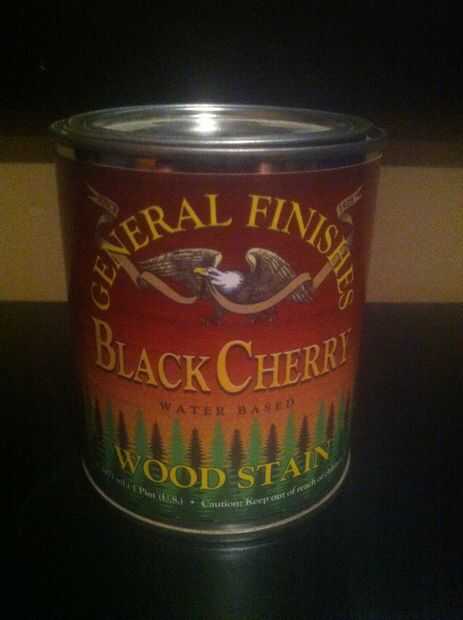 GENERAL FINISHES
BLACK CHERRY
WATER BASED
WOOD STAIN
1 Pint (U.S.) • Caution: Keep out of reach of